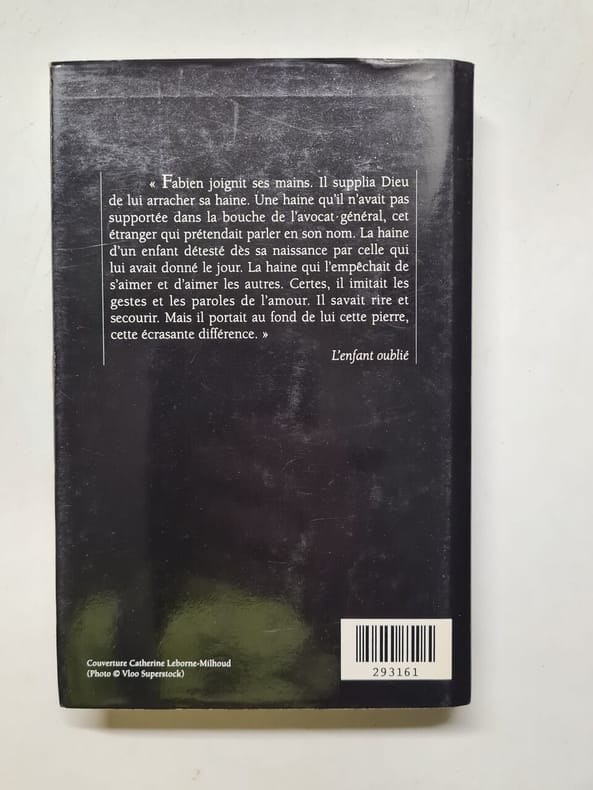 « Fabien joignit ses mains. Il supplia Dieu
de lui arracher sa haine. Une haine qu'il n'avait pas
supportée dans la bouche de l'avocat-général, cet
étranger qui prétendait parler en son nom. La haine
d'un enfant détesté dès sa naissance par celle qui
lui avait donné le jour. La haine qui l'empêchait de
s'aimer et d'aimer les autres. Certes, il imitait les
gestes et les paroles de l'amour. Il savait rire et
secourir. Mais il portait au fond de lui cette pierre,
cette écrasante différence. »
L'enfant oublié
Couverture Catherine Leborne-Milhoud
(Photo © Vloo Superstock)
293161